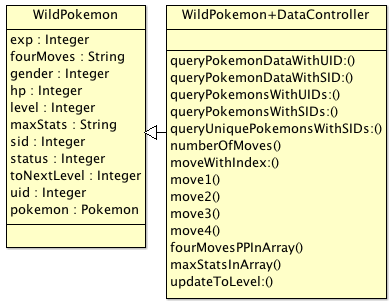 WildPokemon
exp : Integer
fourMoves : String
gender : Integer
hp : Integer
level : Integer
maxStats : String
sid : Integer
status : Integer
toNextLevel : Integer
uid : Integer
pokemon : Pokemon
WildPokemon+DataController
queryPokemonDataWithUID:()
queryPokemonDataWithSID:()
queryPokemonsWithUIDs:()
queryPokemonsWithSIDs:()
queryUniquePokemonsWithSIDs:()
numberOfMoves()
moveWithIndex:()
move1()
move2()
move3()
move4()
fourMovesPPInArray()
maxStatsInArray()
updateToLevel:()